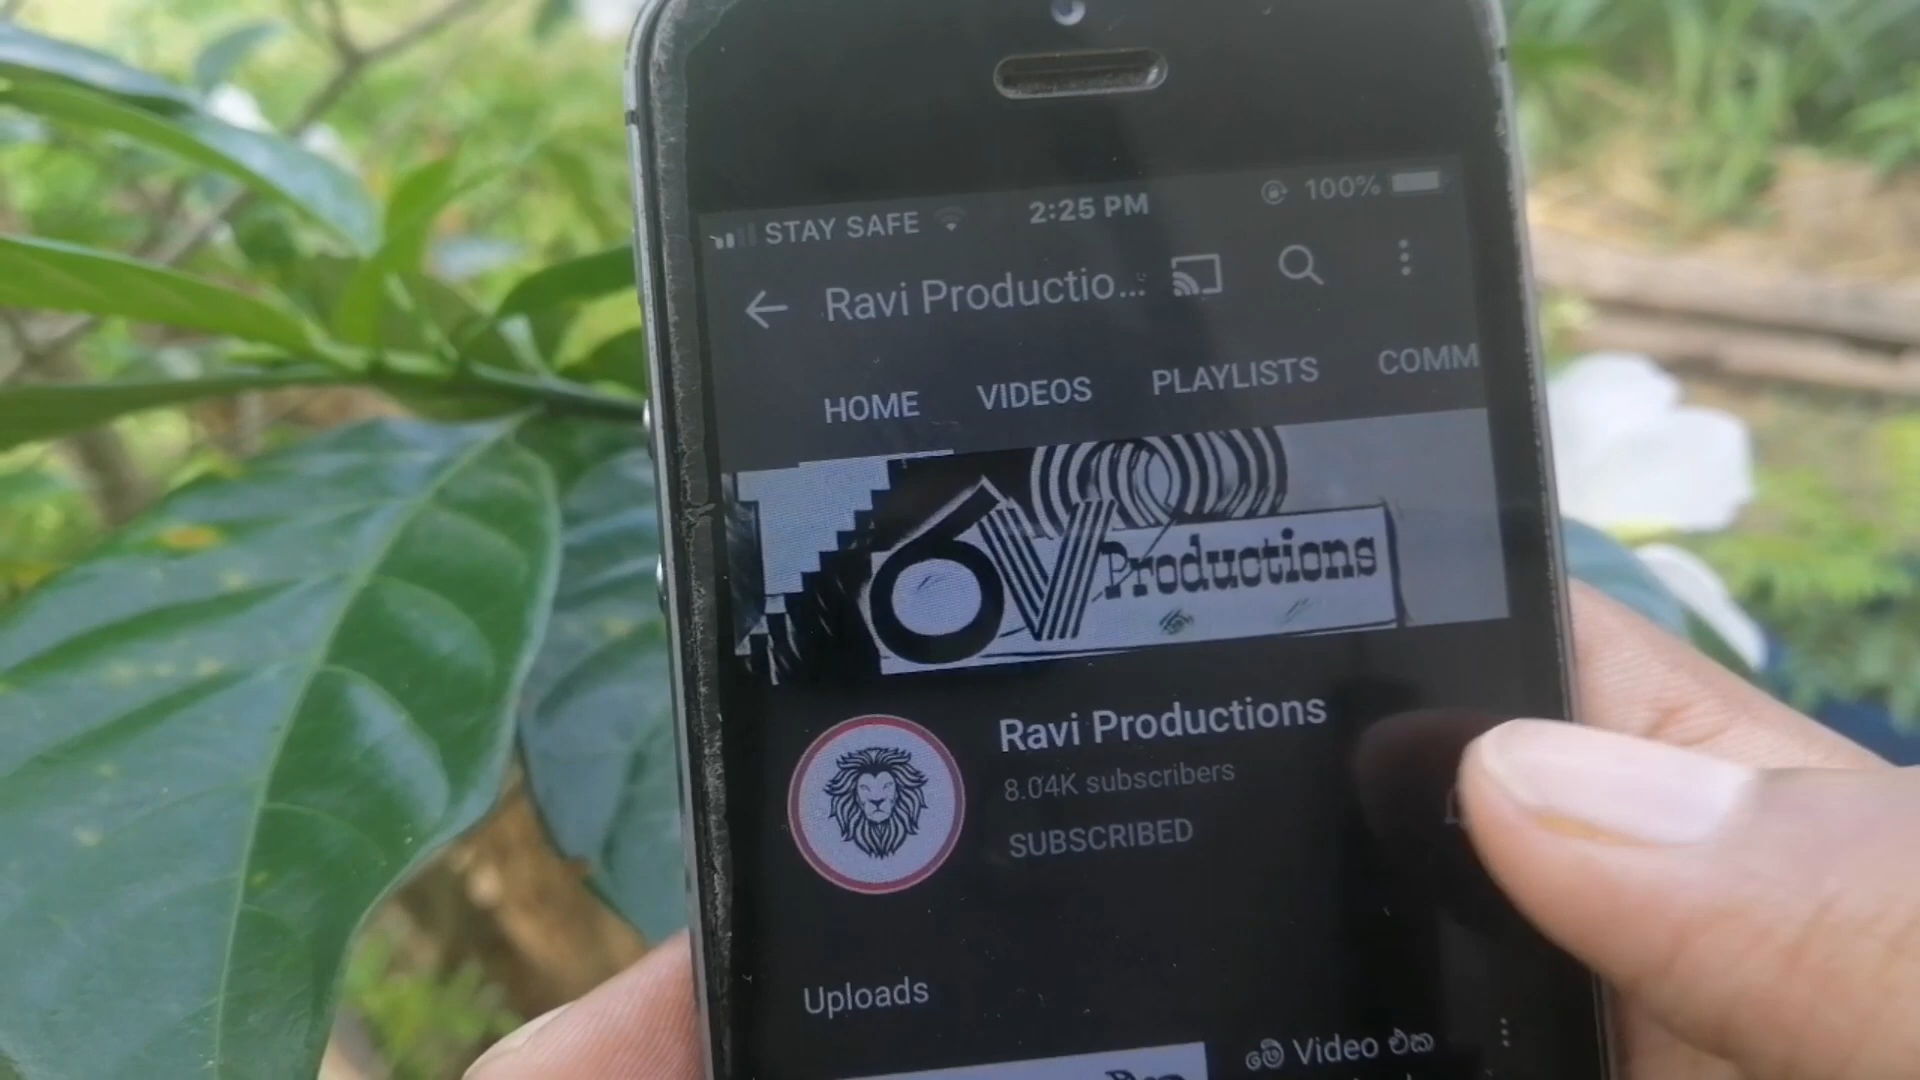 STAY SAFE 2:25 PM 100%
Ravi Productio...
HOME VIDEOS PLAYLISTS COMM
6V Productions
Ravi Productions
8.04K subscribers
SUBSCRIBED
Uploads
මේ Video එක